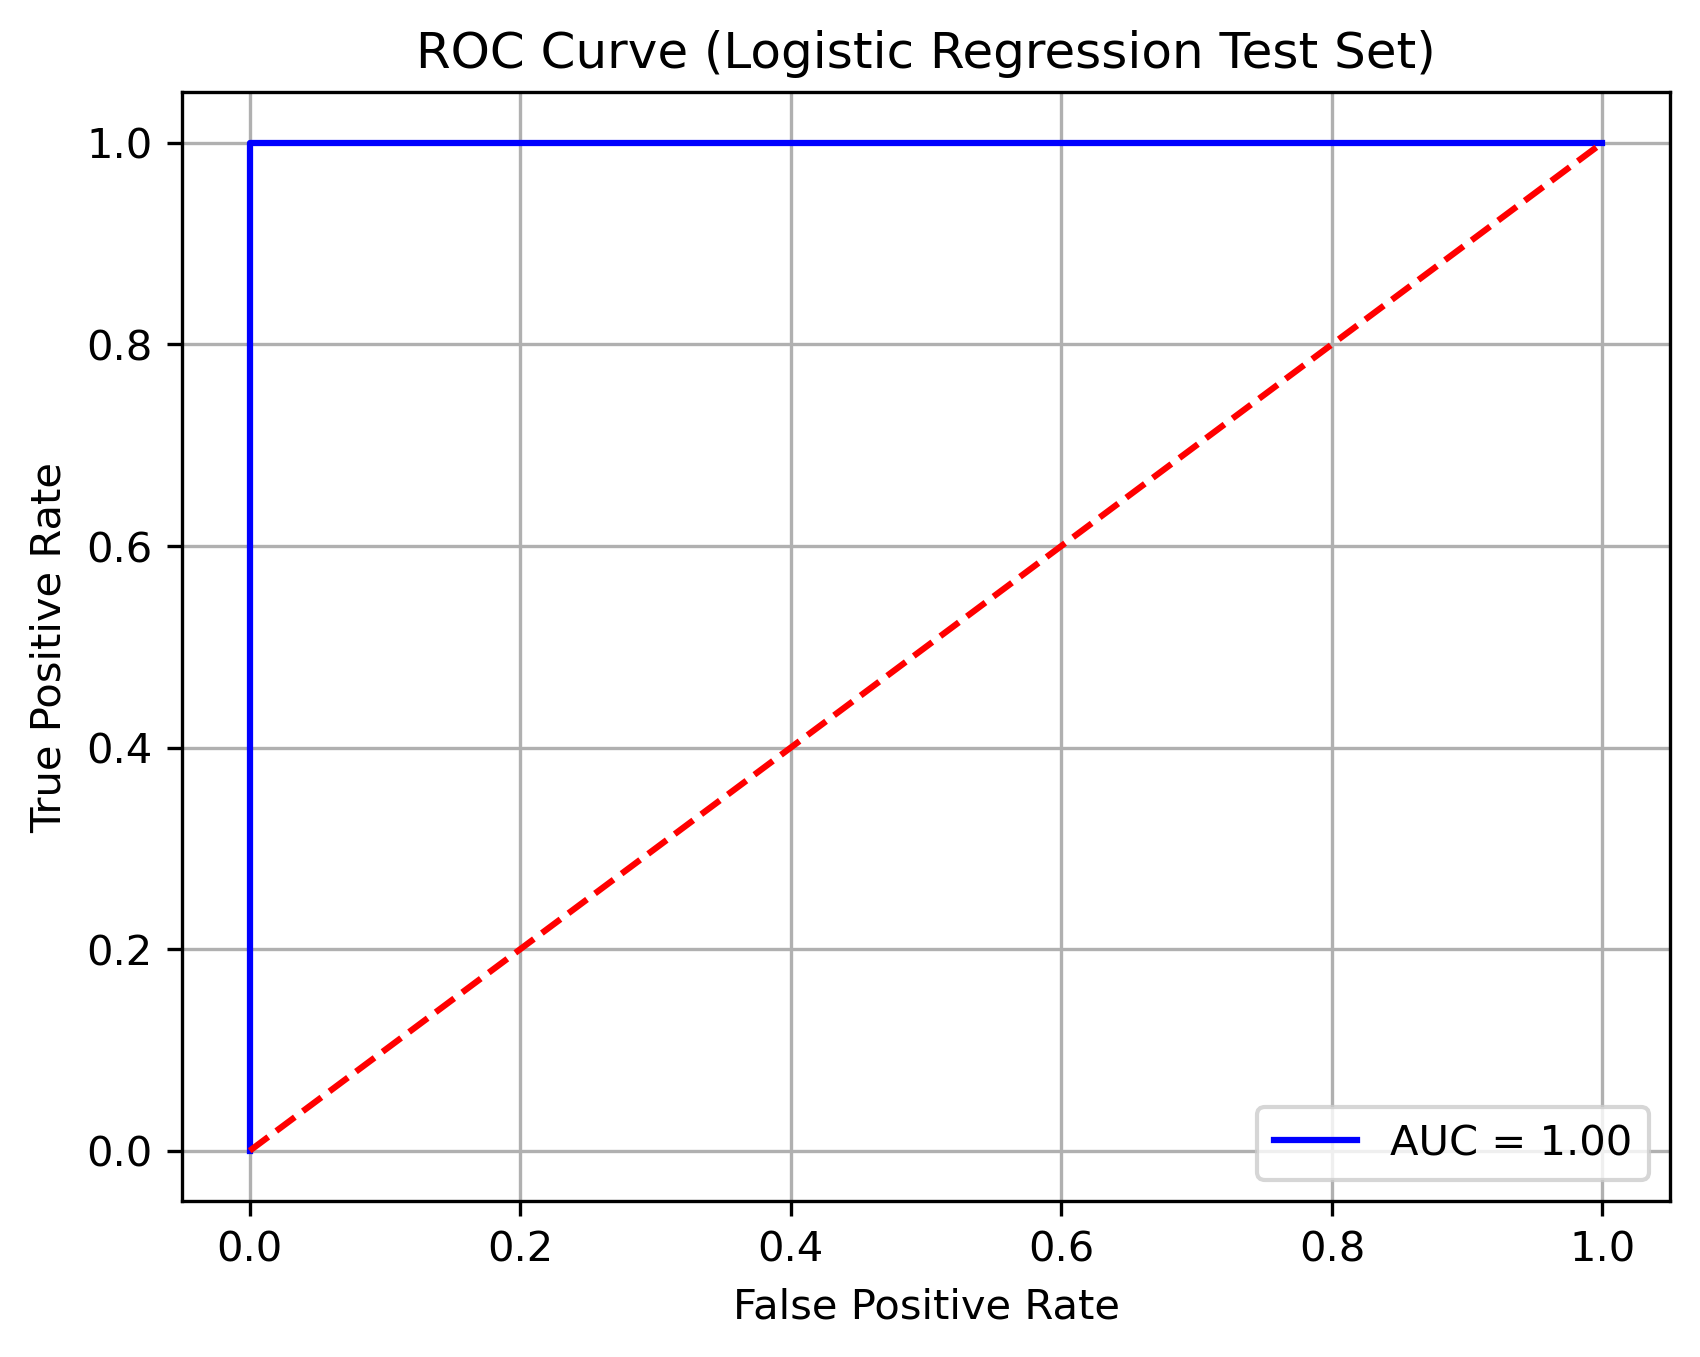 ROC Curve (Logistic Regression Test Set)
1.0
0.8
0.6
0.4
0.2
0.0
True Positive Rate
AUC = 1.00
0.0 0.2 0.4 0.6 0.8 1.0
False Positive Rate